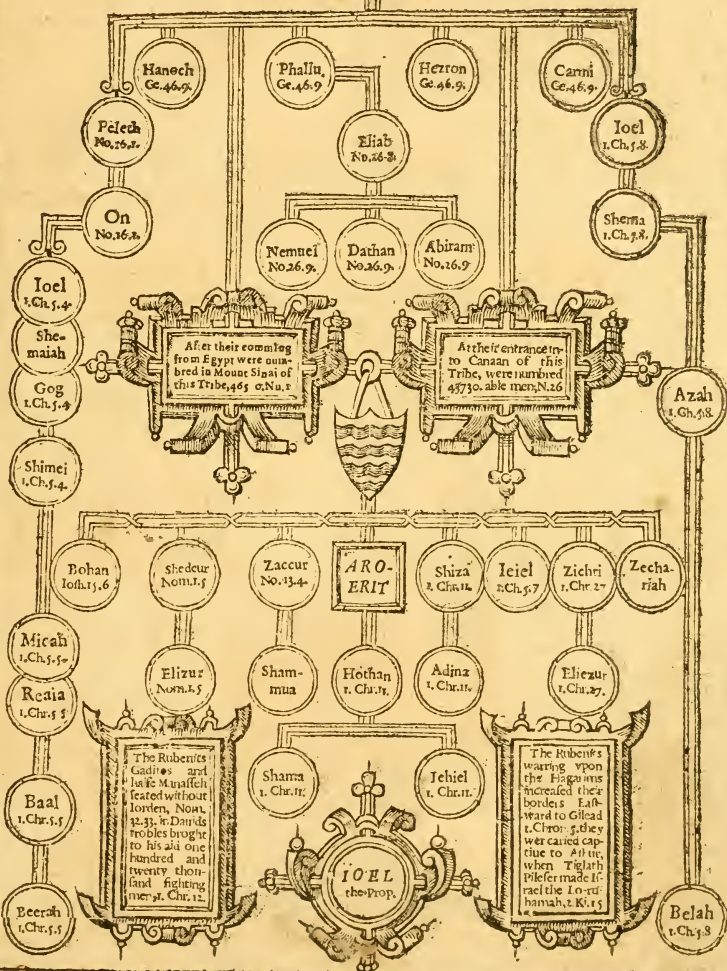 Hanoch
Ge.46.9.
Phallu.
Ge.46.9
Hezron
Ge.46.9.
Carmi
Ge.46.9.
Peleth
No.16.1.
Eliab
No.26.8.
Ioel
1.Ch.5.8.
On
No.16.1.
Nemuel
No.26.9.
Dathan
No.26.9.
Abiram
No.26.9
Shema
1.Ch.5.8.
Ioel
1.Ch.5.4.
She-
maiah
Gog
1.Ch.5.4
Shimei
1.Ch.5.4.
After their comming
from Egypt were num-
bred in Mount Sinai of
this Tribe, 465 0. Nu.1
At their entrance in-
to Canaan of this
Tribe, were numbred
43730. able men, N.26
Azah
1.Ch.5.8.
Bohan
Iosh.15.6
Shedeur
Nom.1.5
Zaccur
No.13.4.
ARO-
ERIT
Shiza
1.Chr.11.
Ieiel
1.Ch.5.7
Zichri
1.Chr.27
Zecha-
riah
Micah
1.Ch.5.5.
Reaia
1.Chr.5 5
Elizur
Nom.1.5
Sham-
mua
Hothan
1.Chr.11.
Adina
1.Chr.11.
Eliezur
1.Chr.27.
Shama
1.Chr.11.
Iehiel
1.Chr.11.
Baal
1.Chr.5.5
Beerah
1.Chr.5.5
The Rubenits
Gadites and
halfe Manasseh
seated without
Iorden, Nom.
32.33. in Dauids
trobles broght
to his aid one
hundred and
twenty thou-
sand fighting
men, 1. Chr.12.
IOEL
the Prop.
The Rubenits
warring vpon
the Hagarims
increased their
borders East-
ward to Gilead
1.Chron.5. they
wer caried cap-
tiue to Assur,
when Tiglath
Pileser made Is-
rael the Lo-ru-
hamah, 2 Ki.15
Belah
1.Ch.5.8